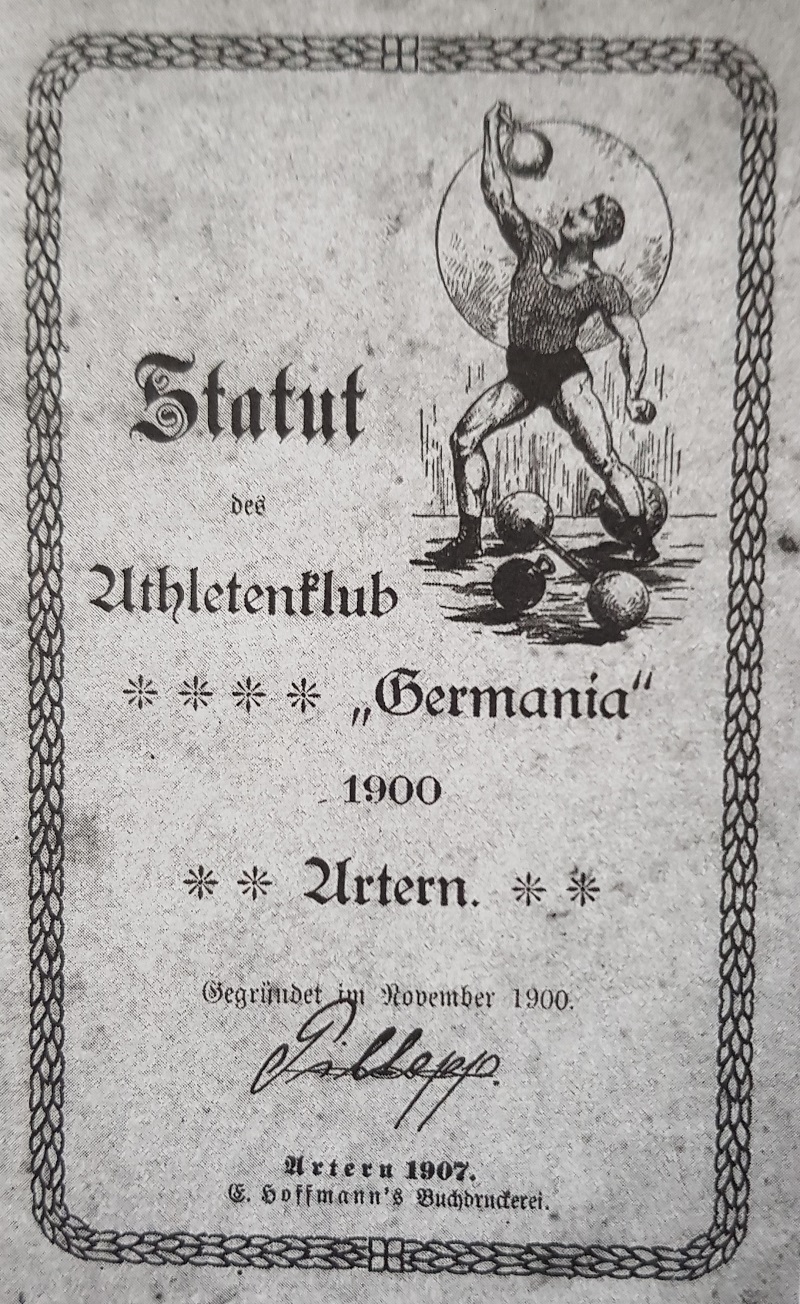 Statut
des
Athletenklub
„Germania“
1900
Artern.
Gegründet im November 1900.
Artern 1907.
E. Hoffmann's Buchdruckerei.